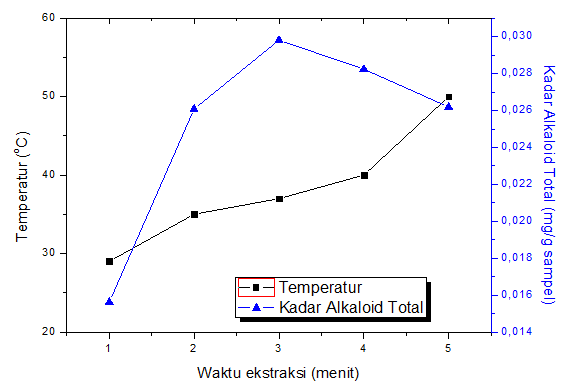 60
50
40
30
20
Temperatur (°C)
0,030
0,028
0,026
0,024
0,022
0,020
0,018
0,016
0,014
Kadar Alkaloid Total (mg/g sampel)
Temperatur
Kadar Alkaloid Total
1 2 3 4 5
Waktu ekstraksi (menit)